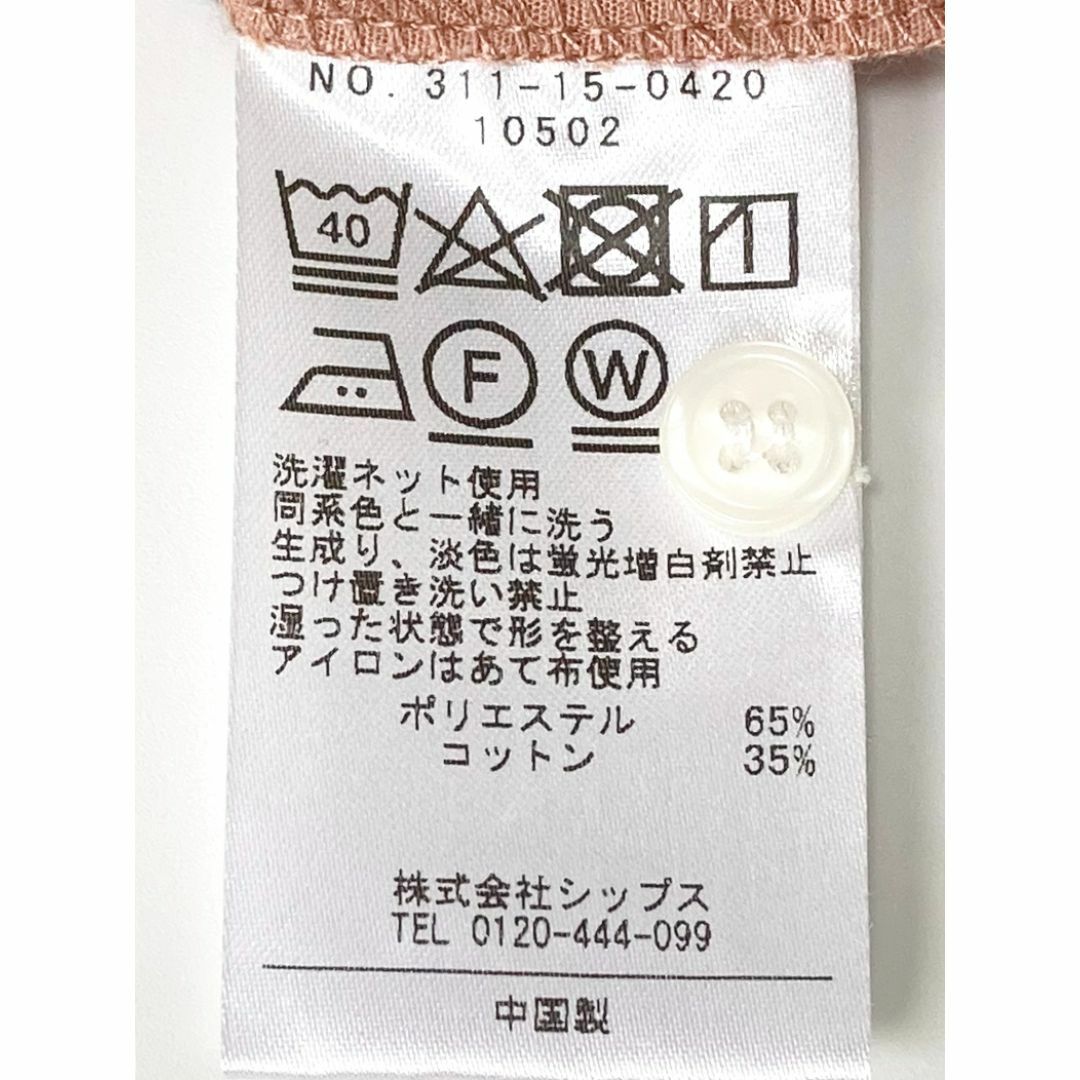 NO. 311-15-0420
10502
40
F W
洗濯ネット使用
同系色と一緒に洗う
生成り、淡色は蛍光増白剤禁止
つけ置き洗い禁止
湿った状態で形を整える
アイロンはあて布使用
ポリエステル 65%
コットン 35%
株式会社シップス
TEL 0120-444-099
中国製